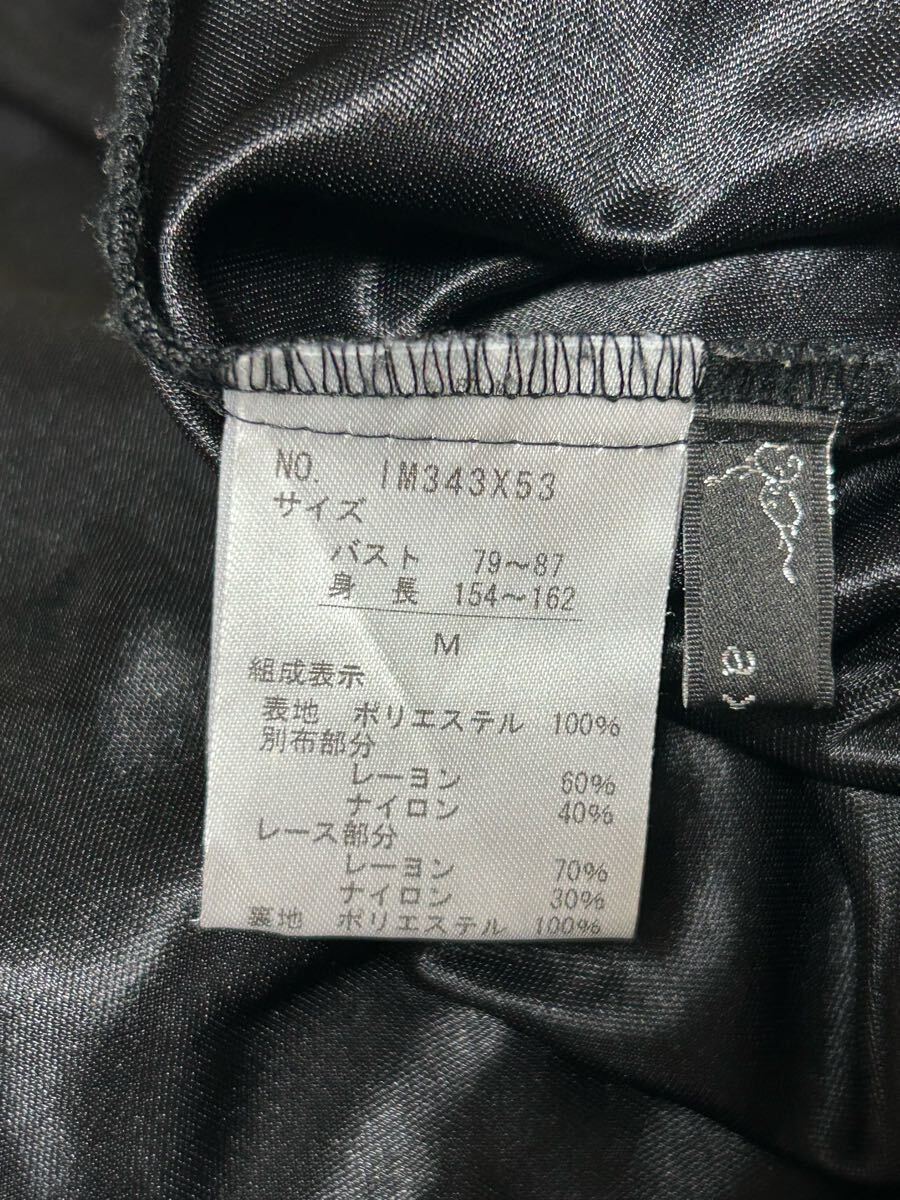 NO. IM343X53
サイズ
バスト 79～87
身長 154～162
M
組成表示
表地 ポリエステル 100%
別布部分
レーヨン 60%
ナイロン 40%
レース部分
レーヨン 70%
ナイロン 30%
裏地 ポリエステル 100%